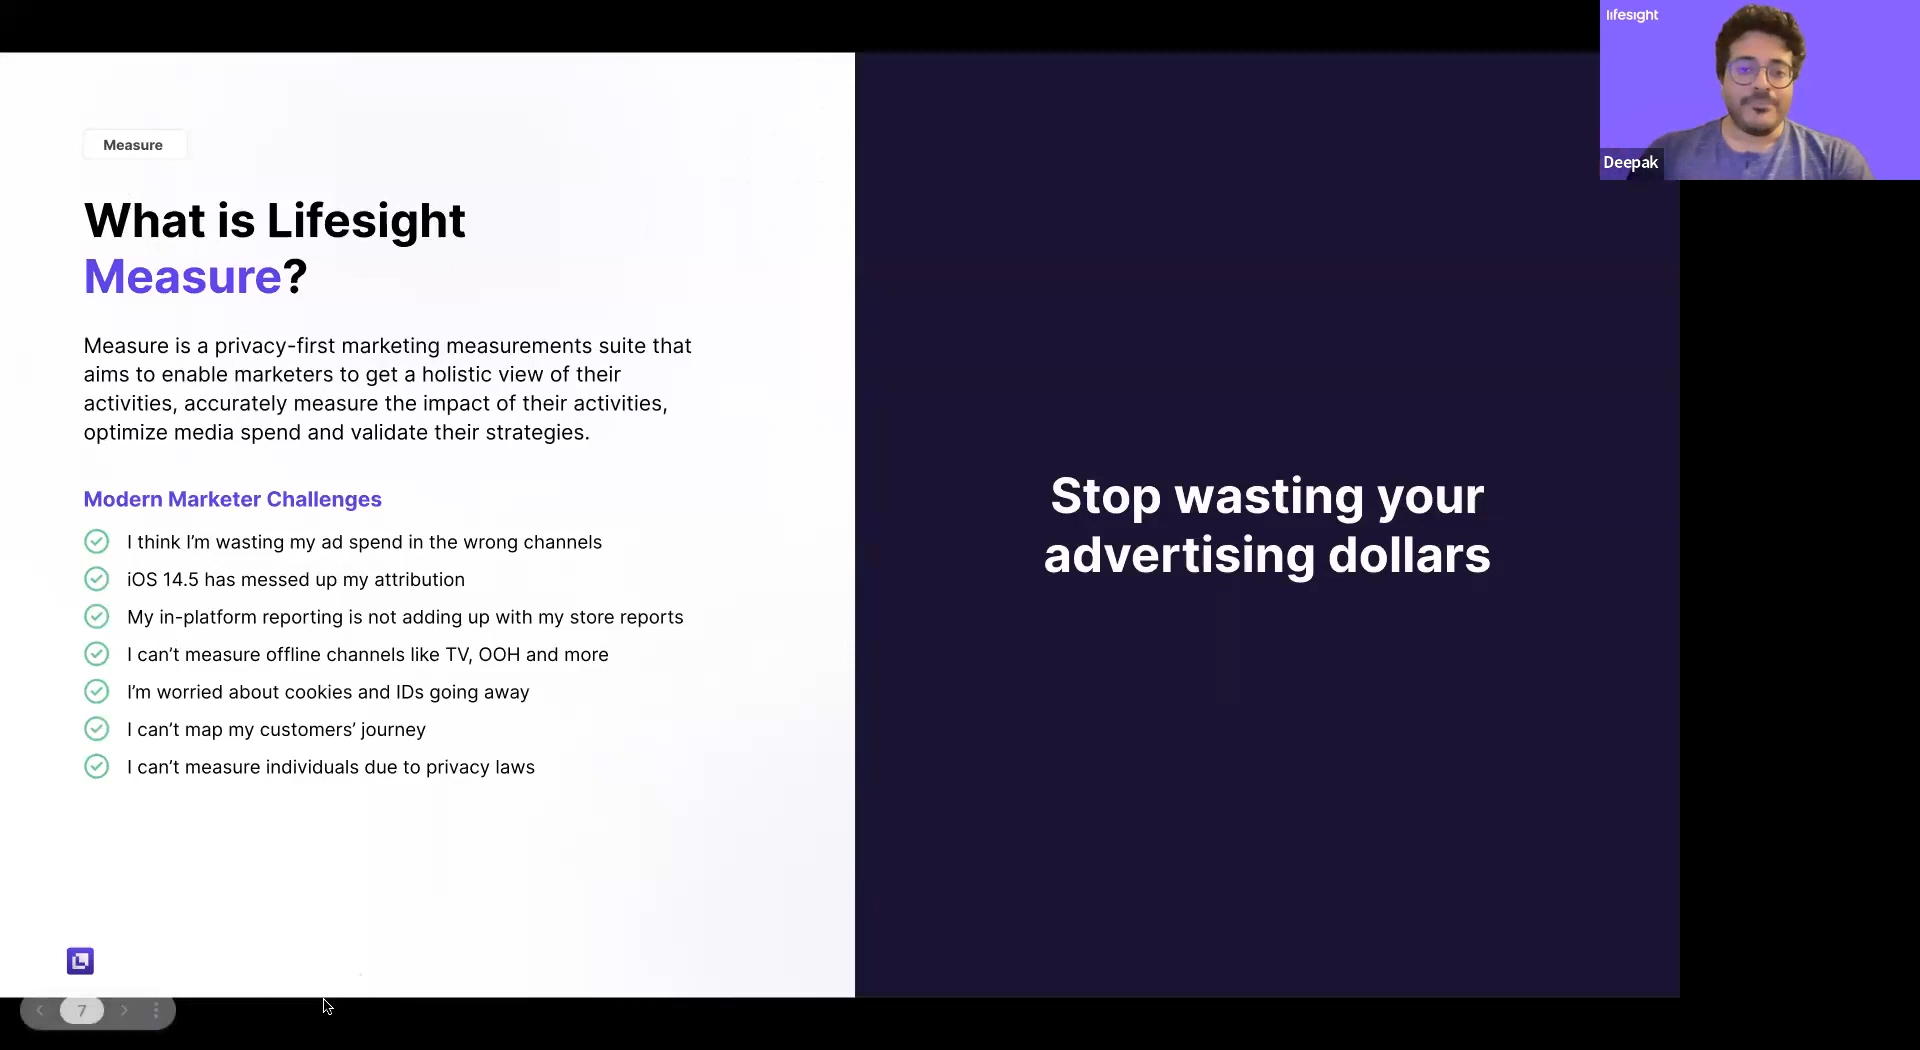 Measure
What is Lifesight
Measure?
Measure is a privacy-first marketing measurements suite that
aims to enable marketers to get a holistic view of their
activities, accurately measure the impact of their activities,
optimize media spend and validate their strategies.
Modern Marketer Challenges
I think I’m wasting my ad spend in the wrong channels
iOS 14.5 has messed up my attribution
My in-platform reporting is not adding up with my store reports
I can’t measure offline channels like TV, OOH and more
I’m worried about cookies and IDs going away
I can’t map my customers’ journey
I can’t measure individuals due to privacy laws
7
Stop wasting your
advertising dollars
lifesight
Deepak